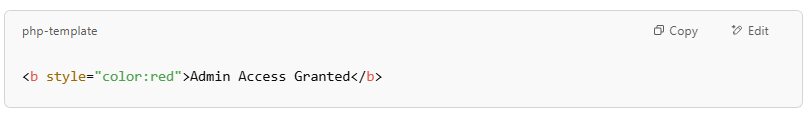 php-template
Copy
Edit
<b style="color:red">Admin Access Granted</b>